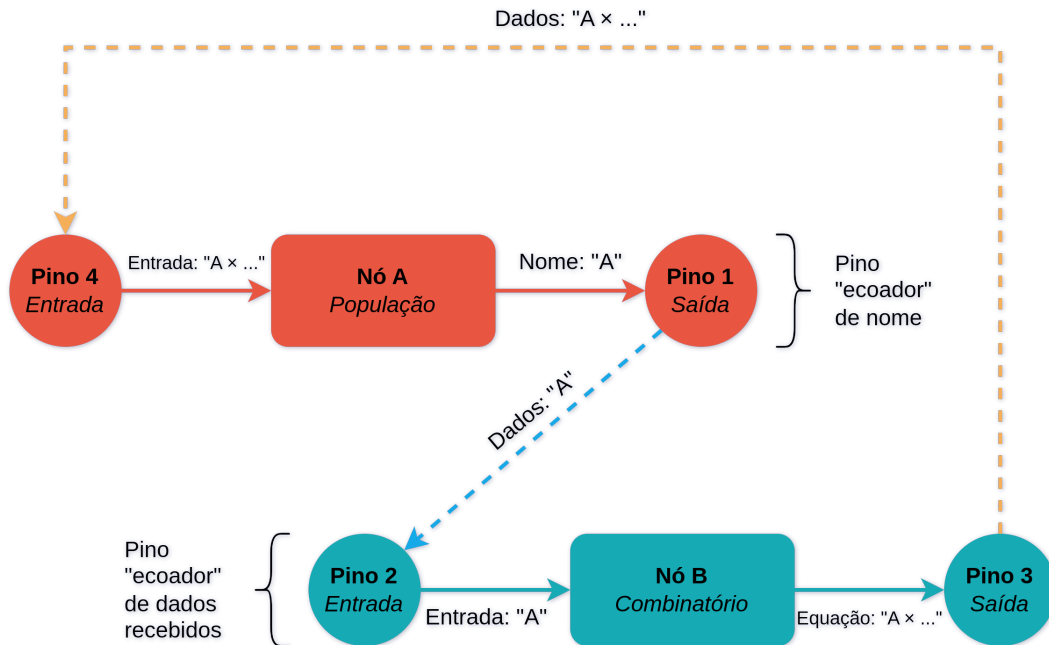 Dados: "A × ..."
Pino 4
Entrada
Entrada: "A × ..."
Nó A
População
Nome: "A"
Pino 1
Saída
Pino
"ecoador"
de nome
Dados: "A"
Pino
"ecoador"
de dados
recebidos
Pino 2
Entrada
Entrada: "A"
Nó B
Combinatório
Equação: "A × ..."
Pino 3
Saída